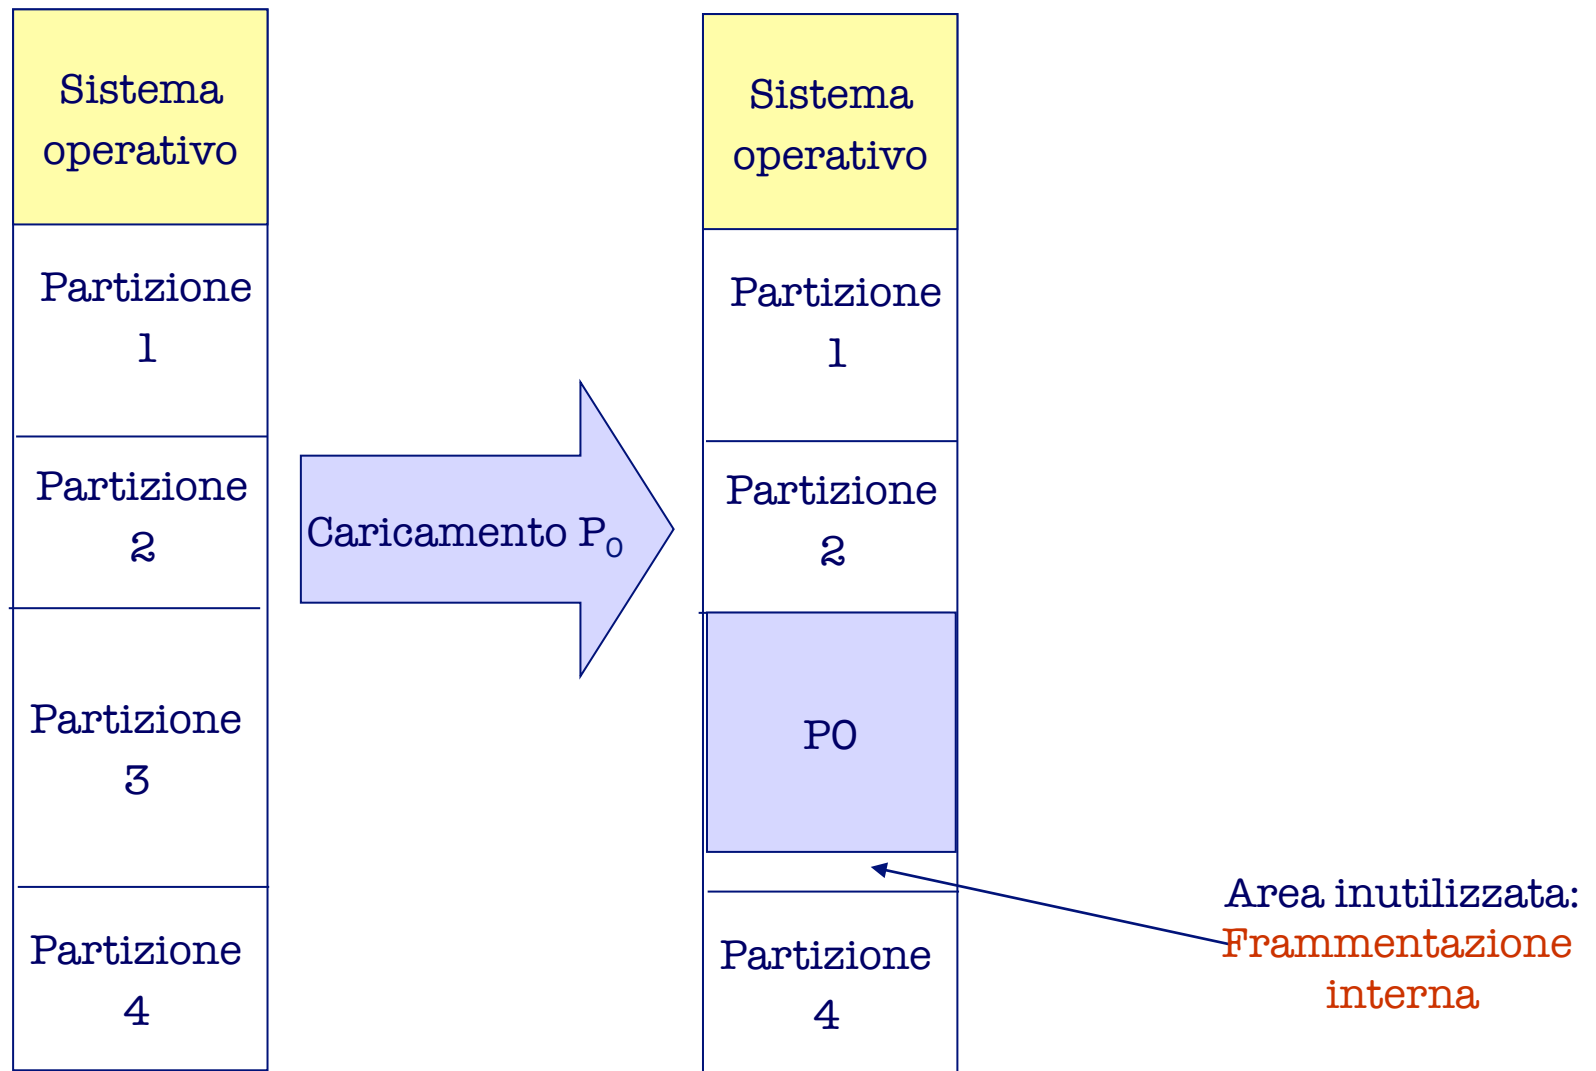 Sistema
operativo
Partizione
1
Partizione
2
Partizione
3
Partizione
4
Caricamento P₀
Sistema
operativo
Partizione
1
Partizione
2
P0
Partizione
4
Area inutilizzata:
Frammentazione
interna